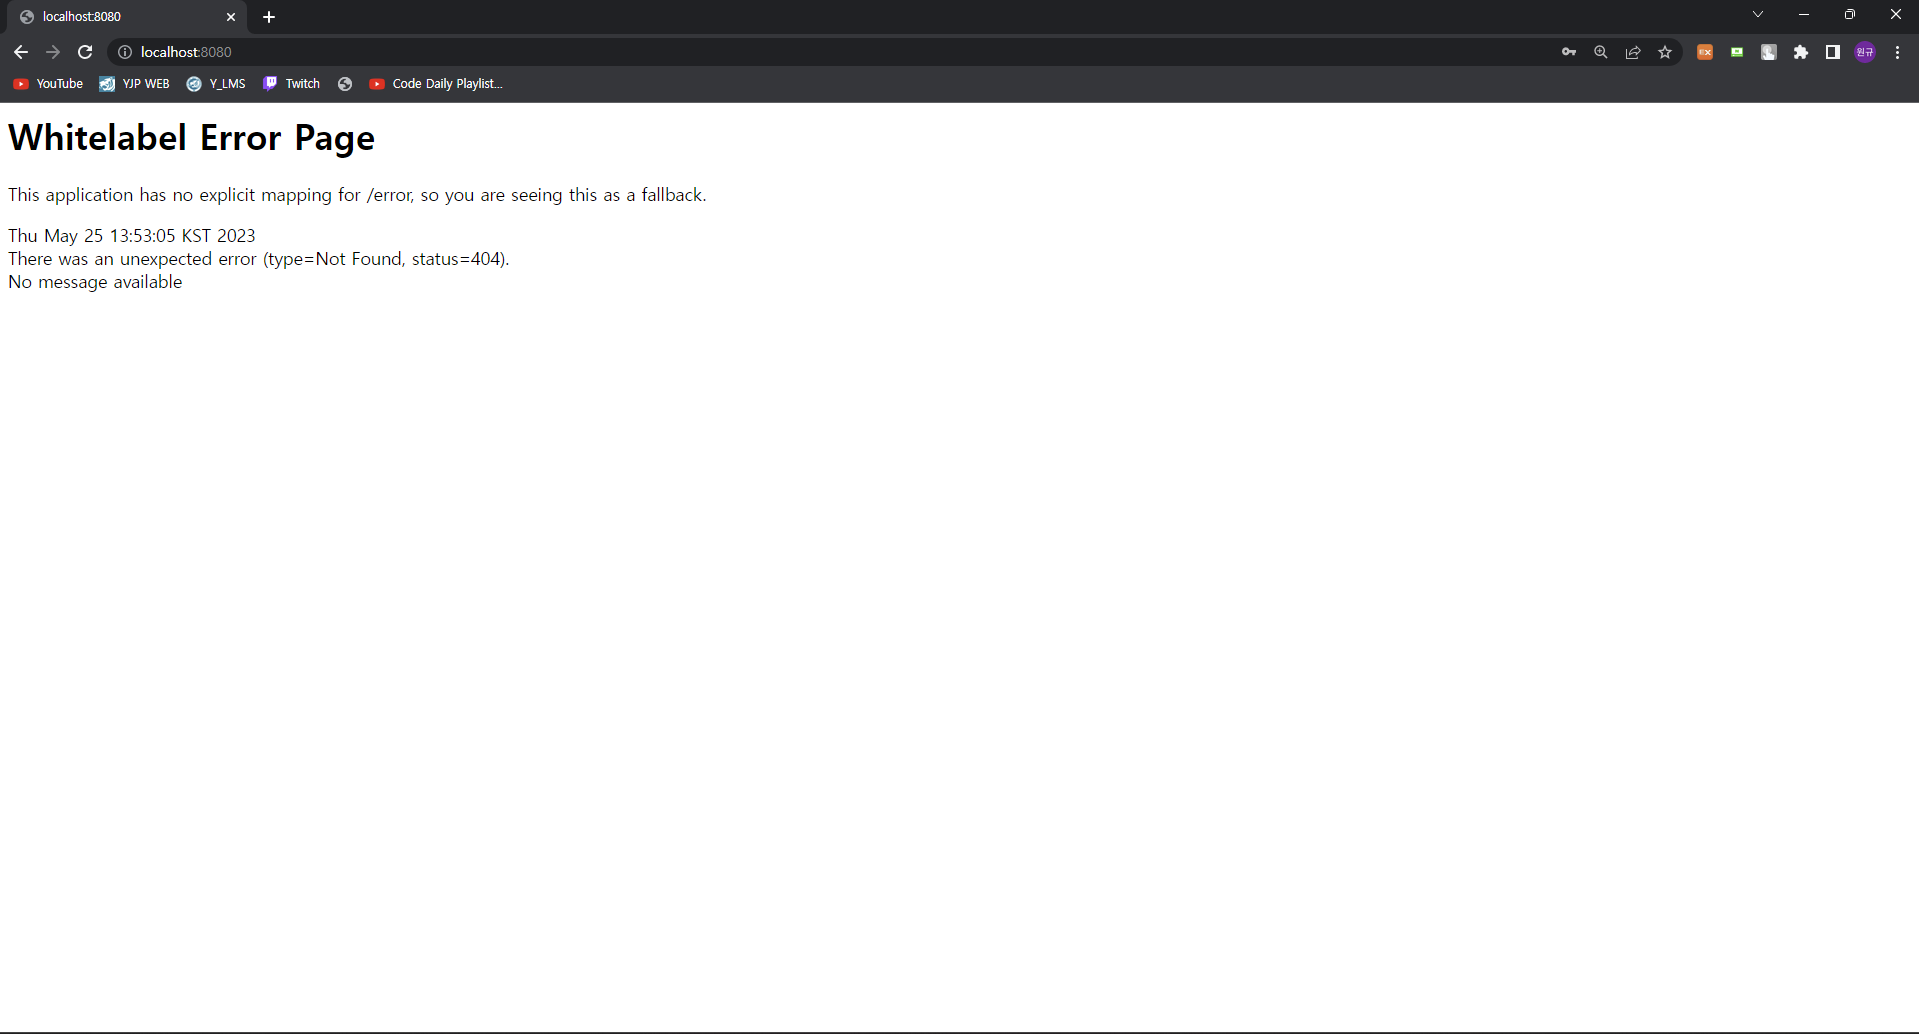 localhost:8080
localhost:8080
원규
YouTube YJP WEB Y_LMS Twitch Code Daily Playlist...
Whitelabel Error Page
This application has no explicit mapping for /error, so you are seeing this as a fallback.
Thu May 25 13:53:05 KST 2023
There was an unexpected error (type=Not Found, status=404).
No message available